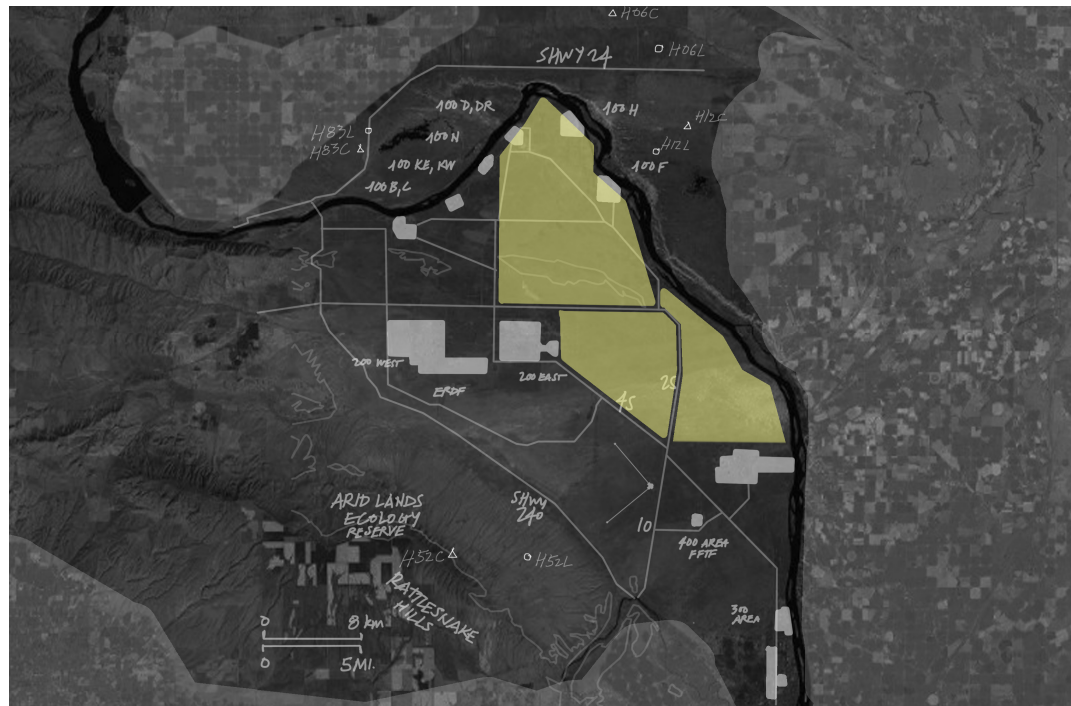 H06C
H06L
SHWY 24
100 D, DR
100 H
H83L
H83C
100 N
H12C
H12L
100 KE, KW
100 F
100 B, C
200 WEST
ERDF
200 EAST
2S
4S
SHWY
240
10
ARID LANDS
ECOLOGY
RESERVE
400 AREA
FFTF
H52C
H52L
RATTLESNAKE
HILLS
300
AREA
0 8 km
0 5 MI.